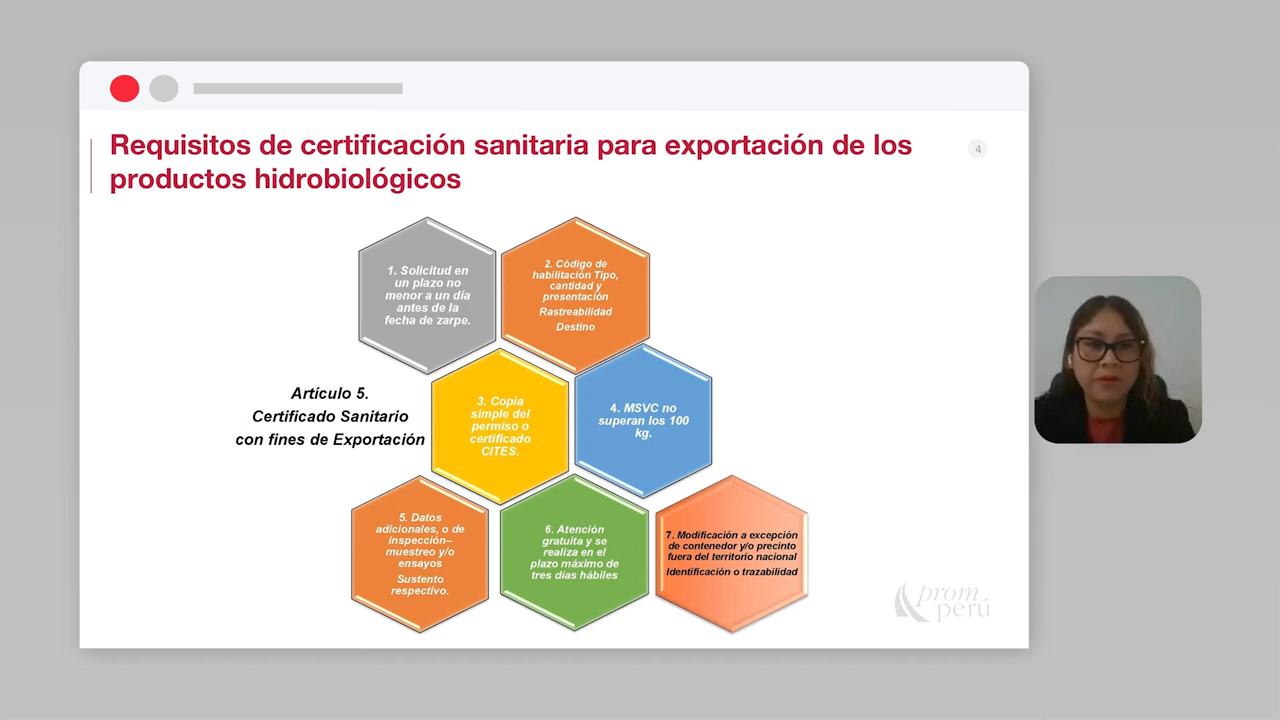 Requisitos de certificación sanitaria para exportación de los
productos hidrobiológicos
4
1. Solicitud en
un plazo no
menor a un día
antes de la
fecha de zarpe.
2. Código de
habilitación Tipo,
cantidad y
presentación
Rastreabilidad
Destino
Artículo 5.
Certificado Sanitario
con fines de Exportación
3. Copia
simple del
permiso o
certificado
CITES.
4. MSVC no
superan los 100
kg.
5. Datos
adicionales, o de
inspección–
muestreo y/o
ensayos
Sustento
respectivo.
6. Atención
gratuita y se
realiza en el
plazo máximo de
tres días hábiles
7. Modificación a excepción
de contenedor y/o precinto
fuera del territorio nacional
Identificación o trazabilidad
prom
perú